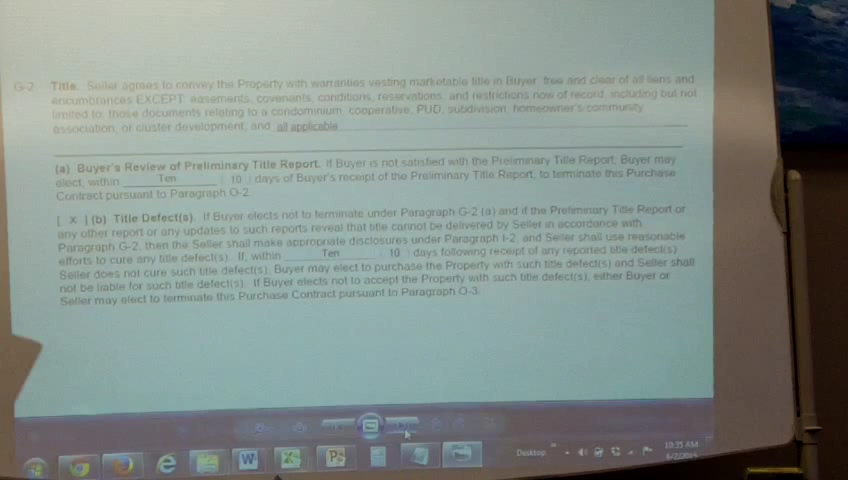 G-2 Title. Seller agrees to convey the Property with warranties vesting marketable title in Buyer, free and clear of all liens and
encumbrances EXCEPT: easements, covenants, conditions, reservations, and restrictions now of record, including but not
limited to, those documents relating to a condominium, cooperative, PUD, subdivision, homeowner's/community
association, or cluster development; and all applicable
(a) Buyer's Review of Preliminary Title Report. If Buyer is not satisfied with the Preliminary Title Report, Buyer may
elect, within Ten ( 10 ) days of Buyer's receipt of the Preliminary Title Report, to terminate this Purchase
Contract pursuant to Paragraph O-2.
[ X ] (b) Title Defect(s). If Buyer elects not to terminate under Paragraph G-2 (a) and if the Preliminary Title Report or
any other report or any updates to such reports reveal that title cannot be delivered by Seller in accordance with
Paragraph G-2, then the Seller shall make appropriate disclosures under Paragraph I-2, and Seller shall use reasonable
efforts to cure any title defect(s). If, within Ten ( 10 ) days following receipt of any reported title defect(s)
Seller does not cure such title defect(s), Buyer may elect to purchase the Property with such title defect(s) and Seller shall
not be liable for such title defect(s). If Buyer elects not to accept the Property with such title defect(s), either Buyer or
Seller may elect to terminate this Purchase Contract pursuant to Paragraph O-3.
Desktop
10:35 AM